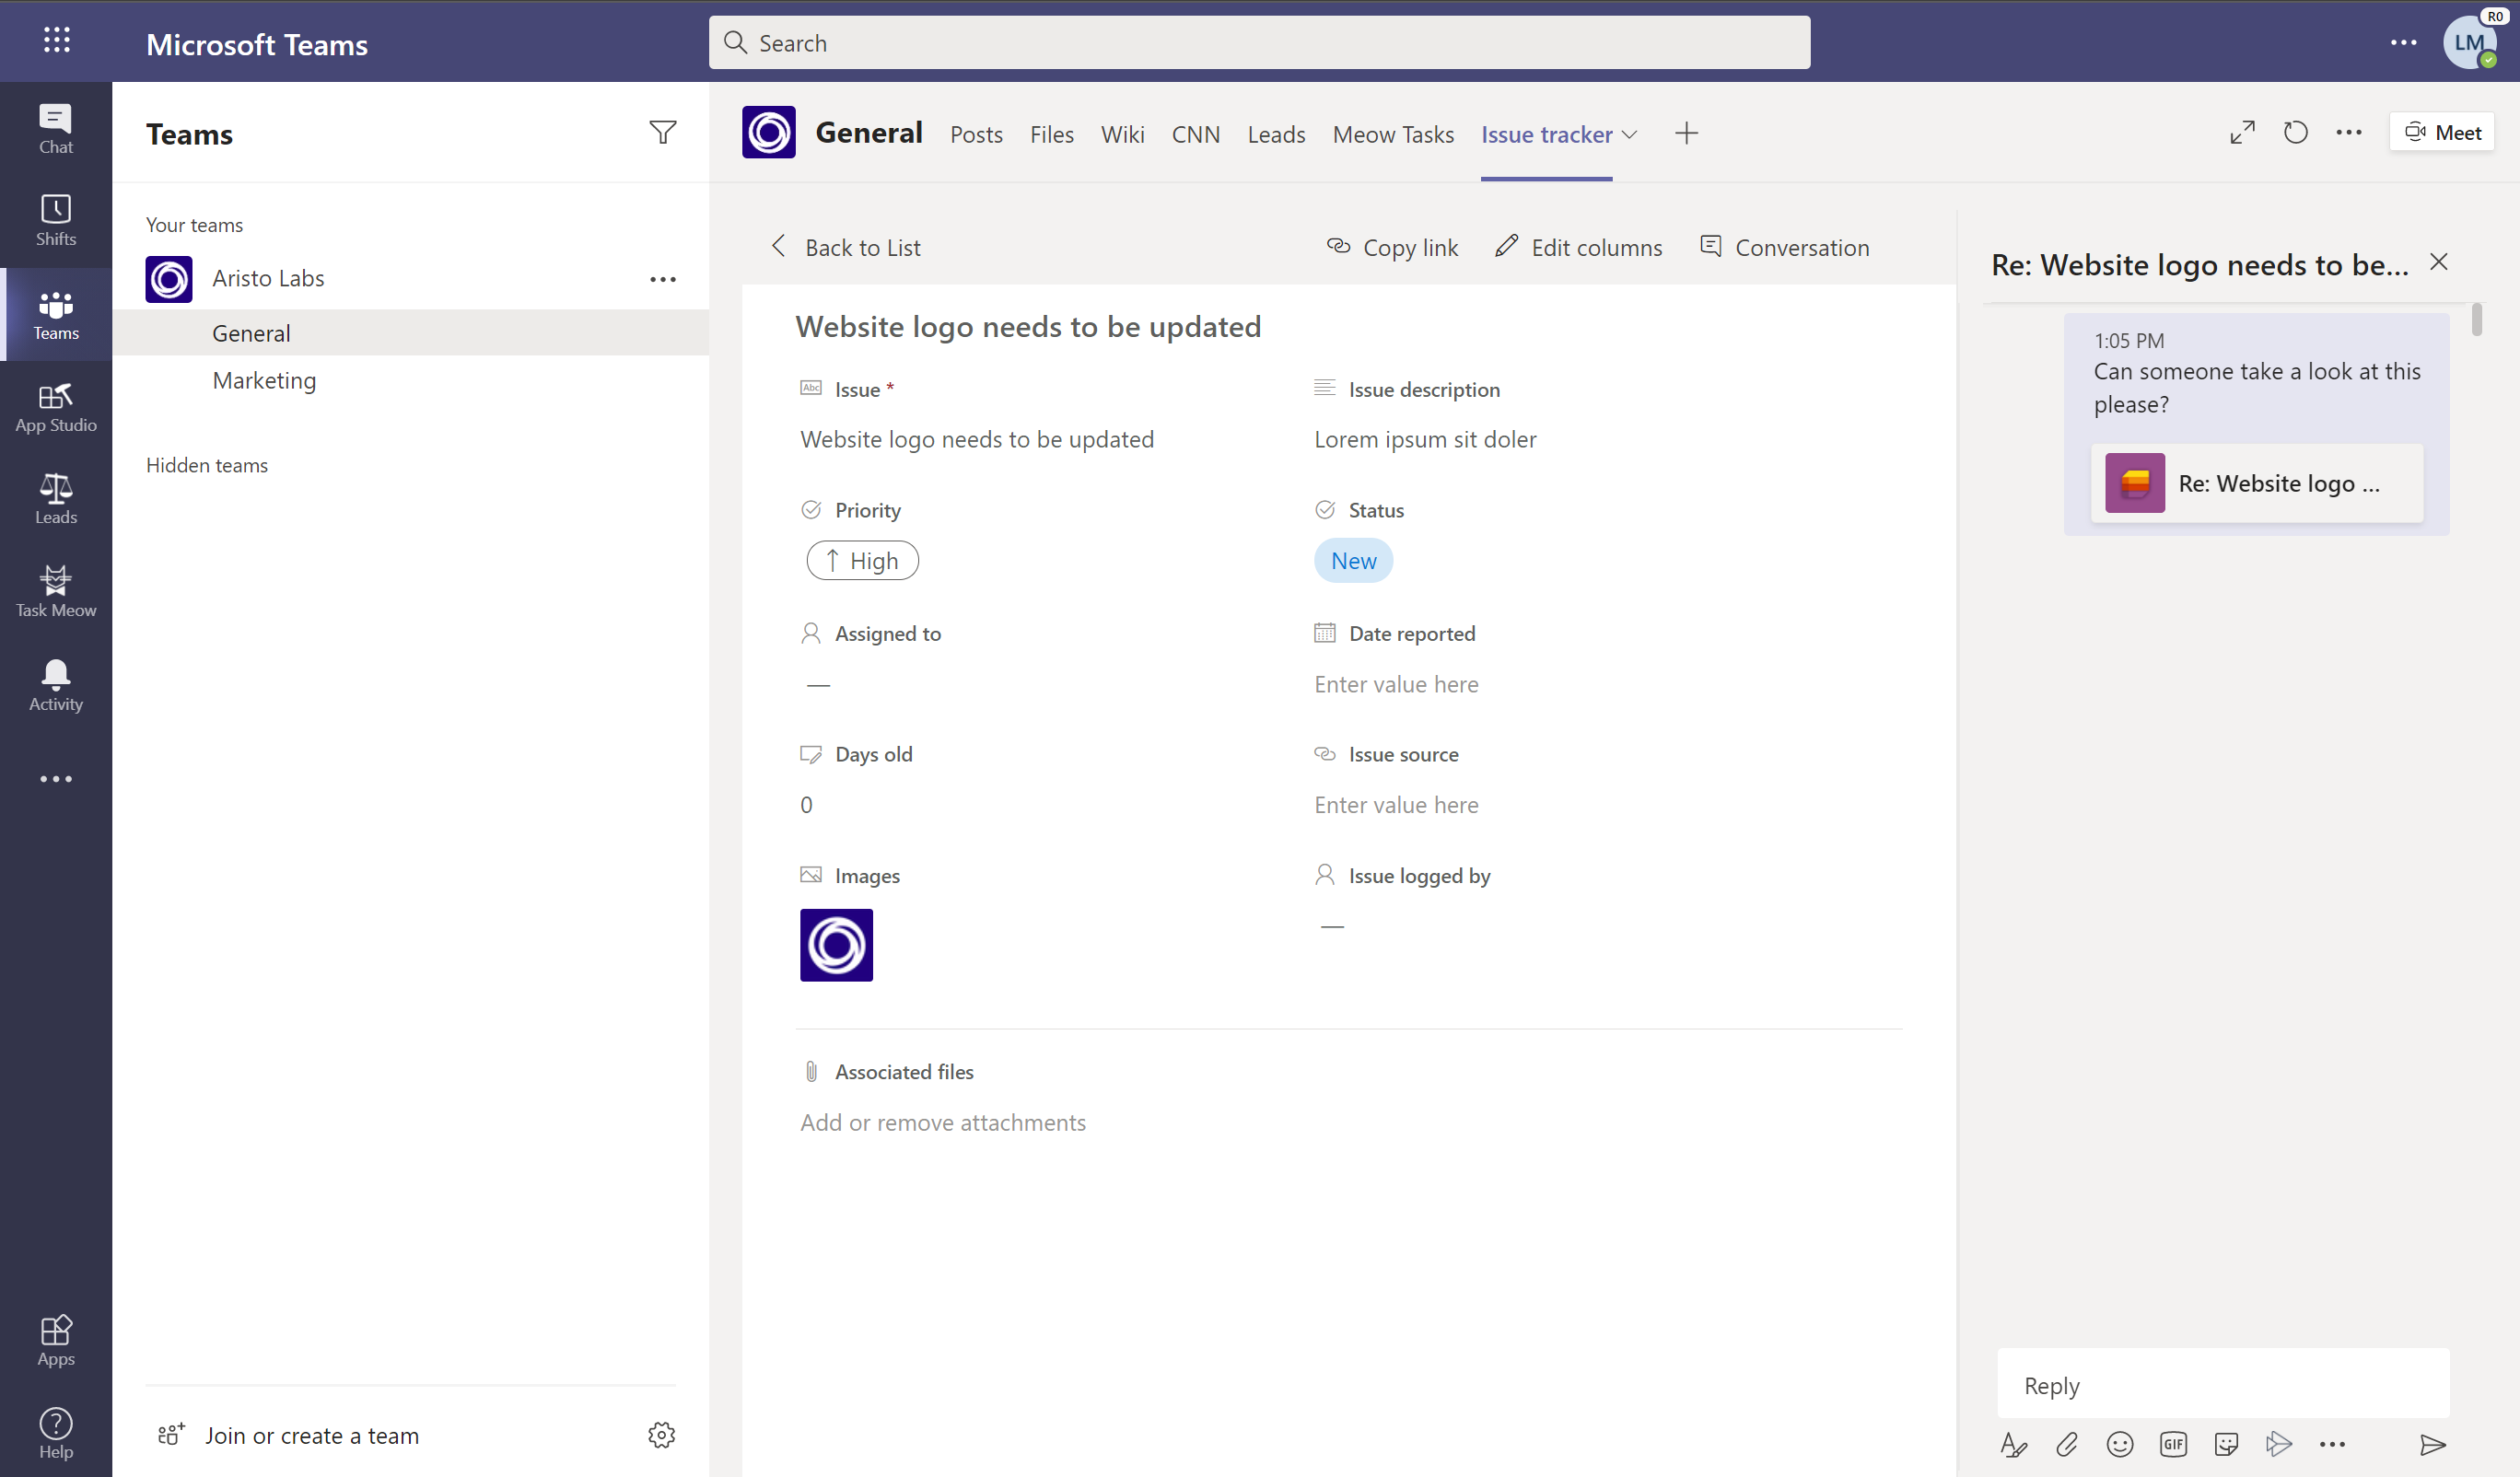 Microsoft Teams
Search
LM
R0
Chat
Shifts
Teams
App Studio
Leads
Task Meow
Activity
Apps
Help
Teams
Your teams
Aristo Labs
General
Marketing
Hidden teams
Join or create a team
General Posts Files Wiki CNN Leads Meow Tasks Issue tracker
Meet
Back to List
Copy link
Edit columns
Conversation
Website logo needs to be updated
Abc Issue *
Website logo needs to be updated
Issue description
Lorem ipsum sit doler
Priority
High
Status
New
Assigned to
—
Date reported
Enter value here
Days old
0
Issue source
Enter value here
Images
Issue logged by
—
Associated files
Add or remove attachments
Re: Website logo needs to be...
1:05 PM
Can someone take a look at this
please?
Re: Website logo ...
Reply
GIF